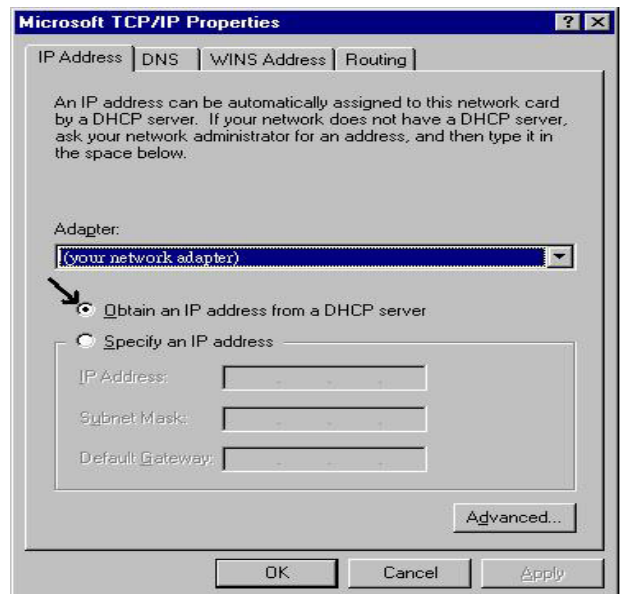 Microsoft TCP/IP Properties
IP Address DNS WINS Address Routing
An IP address can be automatically assigned to this network card
by a DHCP server. If your network does not have a DHCP server,
ask your network administrator for an address, and then type it in
the space below.
Adapter:
(your network adapter)
Obtain an IP address from a DHCP server
Specify an IP address
IP Address:
Subnet Mask:
Default Gateway:
Advanced...
OK Cancel Apply